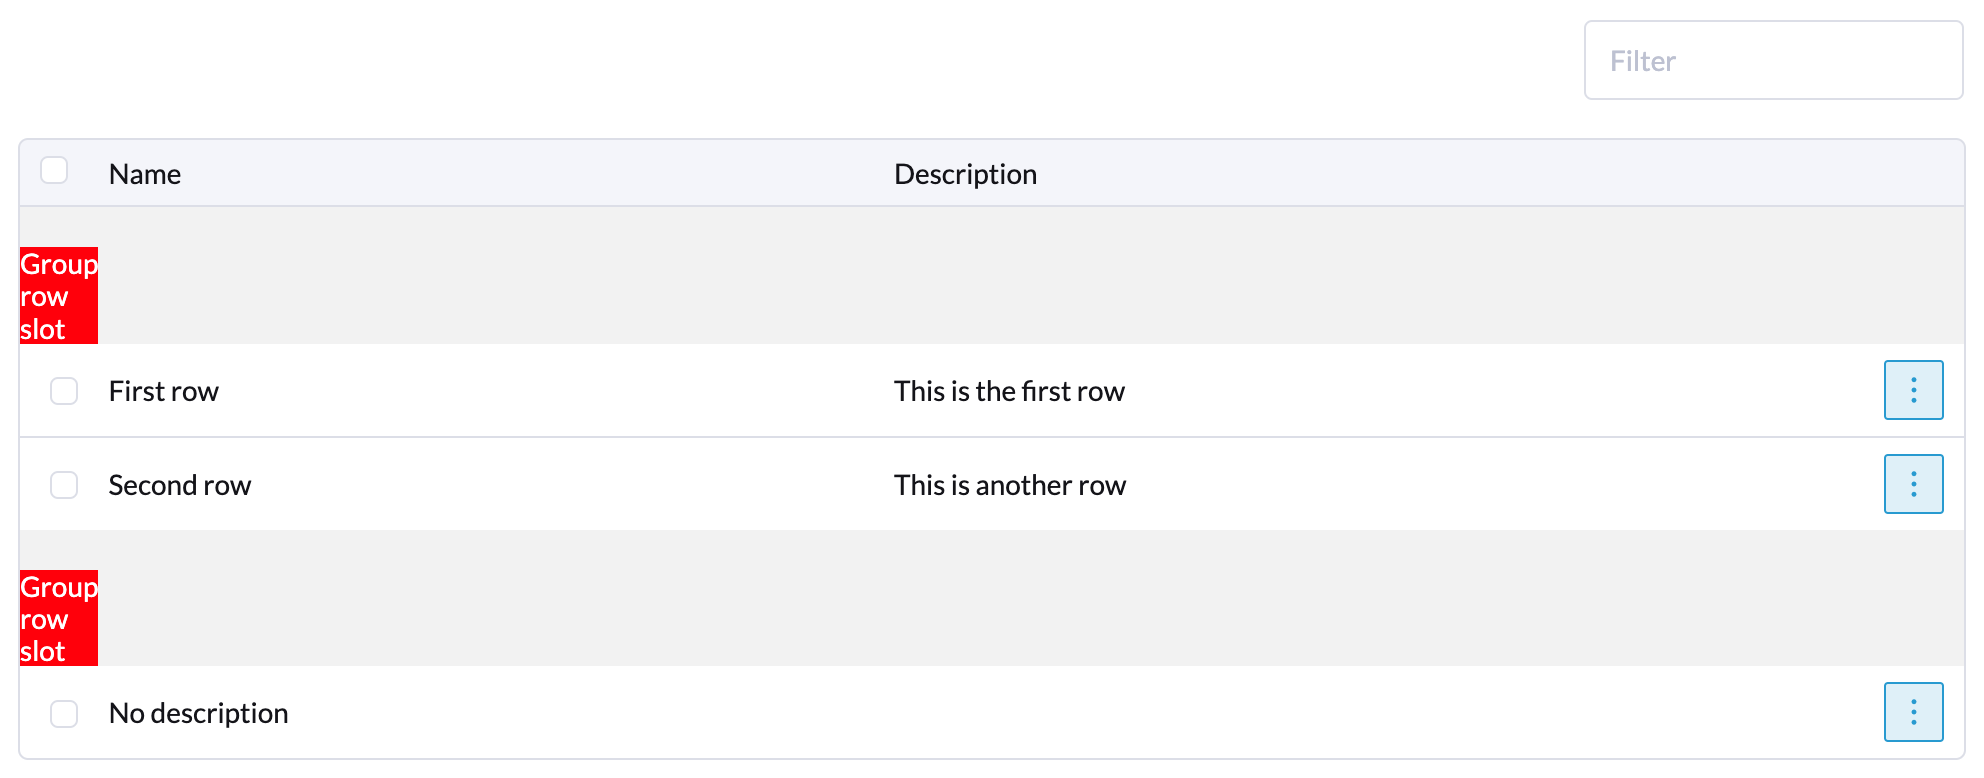 Filter
Name Description
Group
row
slot
First row This is the first row
Second row This is another row
Group
row
slot
No description